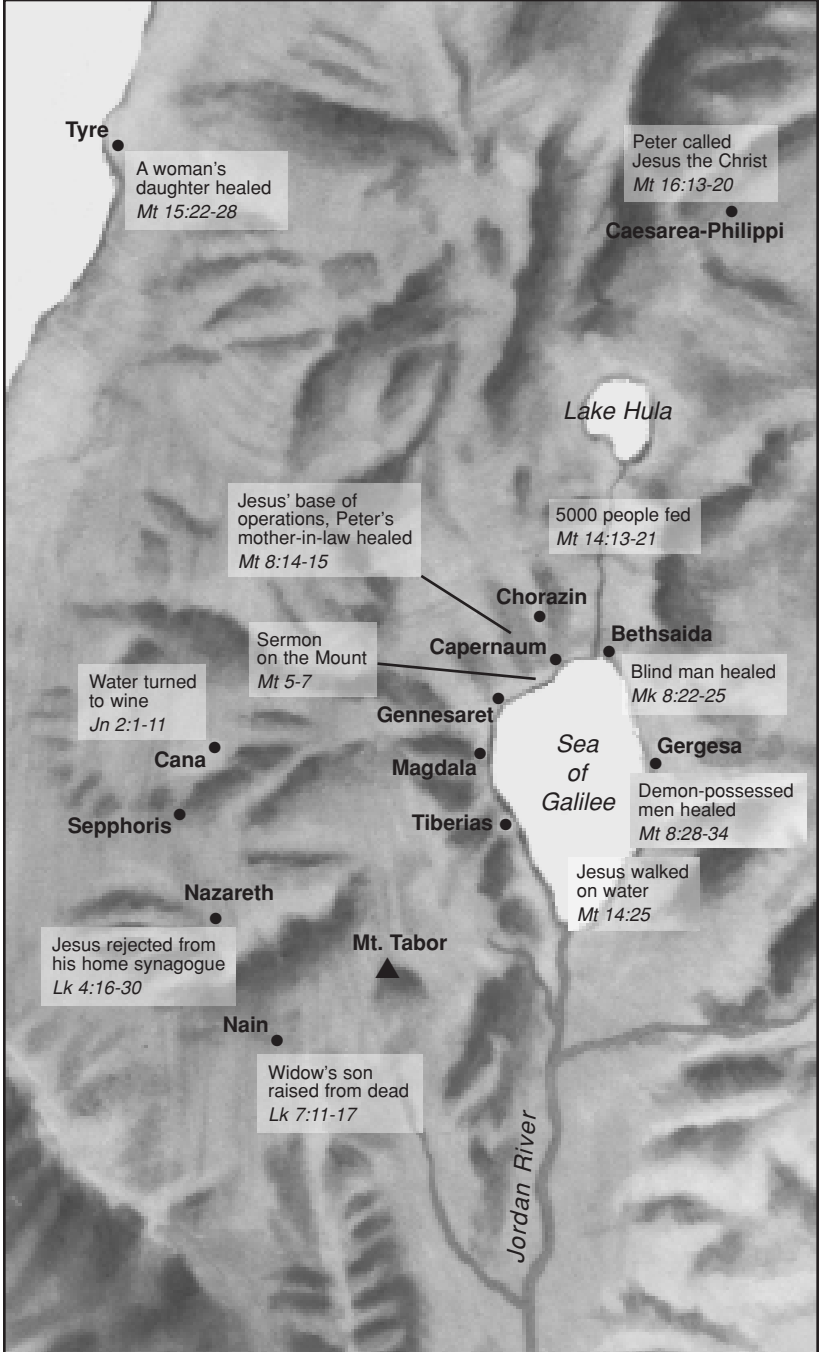 Tyre
A woman's
daughter healed
Mt 15:22-28
Peter called
Jesus the Christ
Mt 16:13-20
Caesarea-Philippi
Lake Hula
Jesus' base of
operations, Peter's
mother-in-law healed
Mt 8:14-15
5000 people fed
Mt 14:13-21
Chorazin
Capernaum
Bethsaida
Sermon
on the Mount
Mt 5-7
Blind man healed
Mk 8:22-25
Water turned
to wine
Jn 2:1-11
Gennesaret
Cana
Magdala
Sea
of
Galilee
Gergesa
Demon-possessed
men healed
Mt 8:28-34
Sepphoris
Tiberias
Jesus walked
on water
Mt 14:25
Nazareth
Jesus rejected from
his home synagogue
Lk 4:16-30
Mt. Tabor
Nain
Widow's son
raised from dead
Lk 7:11-17
Jordan River